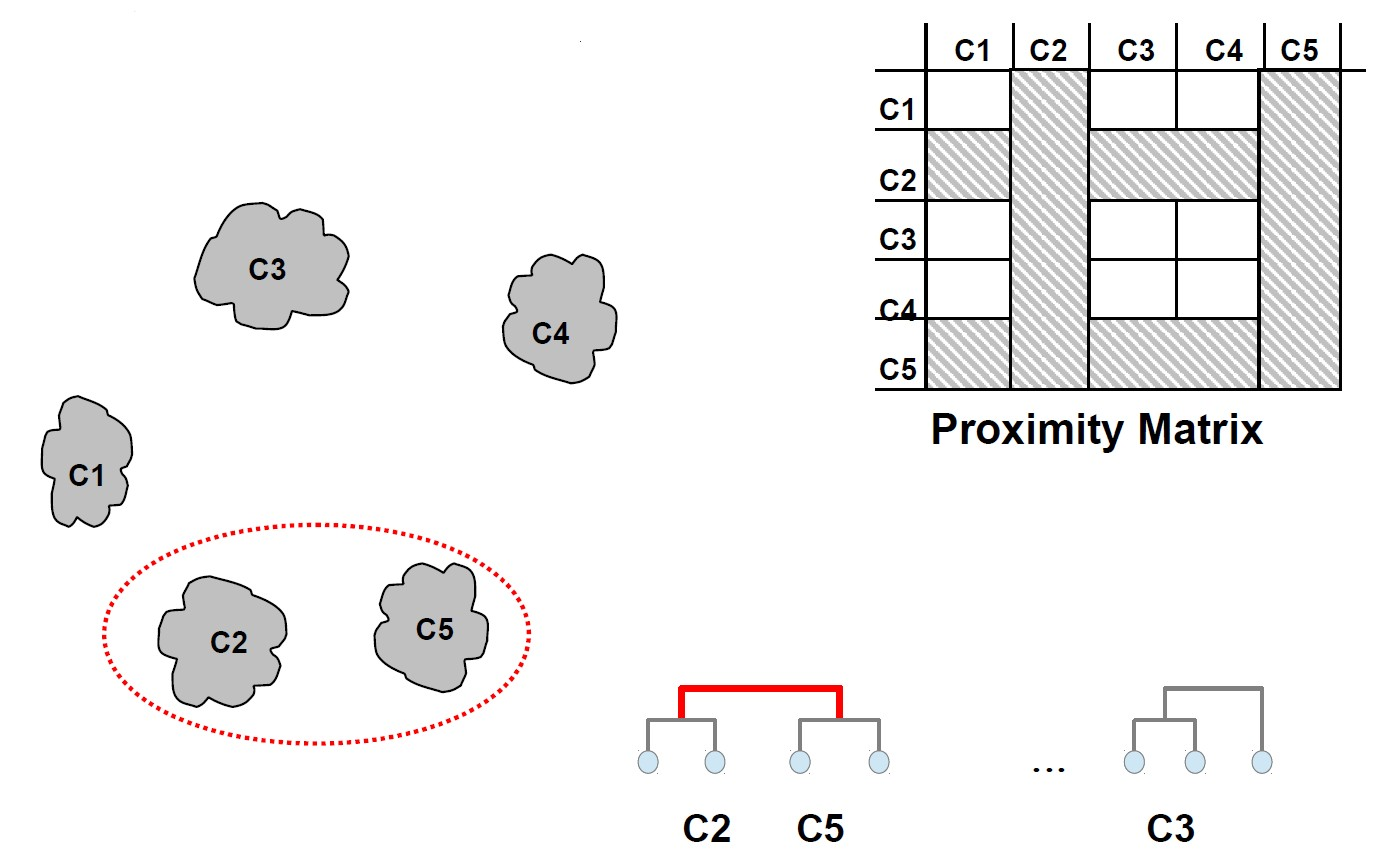 C1 C2 C3 C4 C5
C1
C2
C3
C4
C5
Proximity Matrix
C3
C4
C1
C2
C5
...
C2 C5 C3